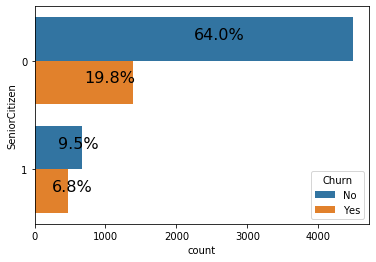 64.0%
0
19.8%
SeniorCitizen
9.5%
1
6.8%
Churn
No
Yes
0
1000
2000
3000
4000
count